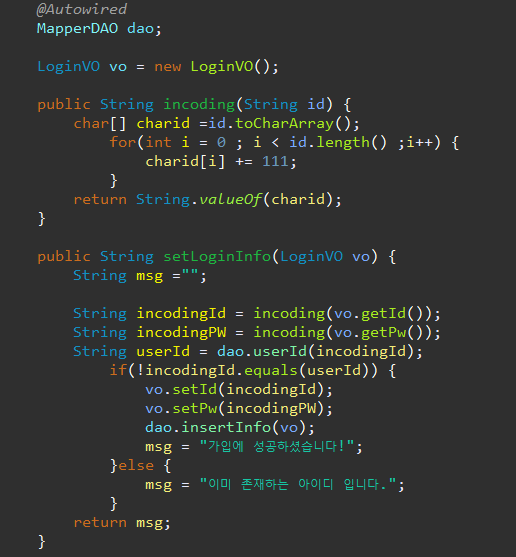 @Autowired
MapperDAO dao;
LoginVO vo = new LoginVO();
public String incoding(String id) {
char[] charid =id.toCharArray();
for(int i = 0 ; i < id.length() ;i++) {
charid[i] += 111;
}
return String.valueOf(charid);
}
public String setLoginInfo(LoginVO vo) {
String msg ="";
String incodingId = incoding(vo.getId());
String incodingPW = incoding(vo.getPw());
String userId = dao.userId(incodingId);
if(!incodingId.equals(userId)) {
vo.setId(incodingId);
vo.setPw(incodingPW);
dao.insertInfo(vo);
msg = "가입에 성공하셨습니다!";
}else {
msg = "이미 존재하는 아이디 입니다.";
}
return msg;
}